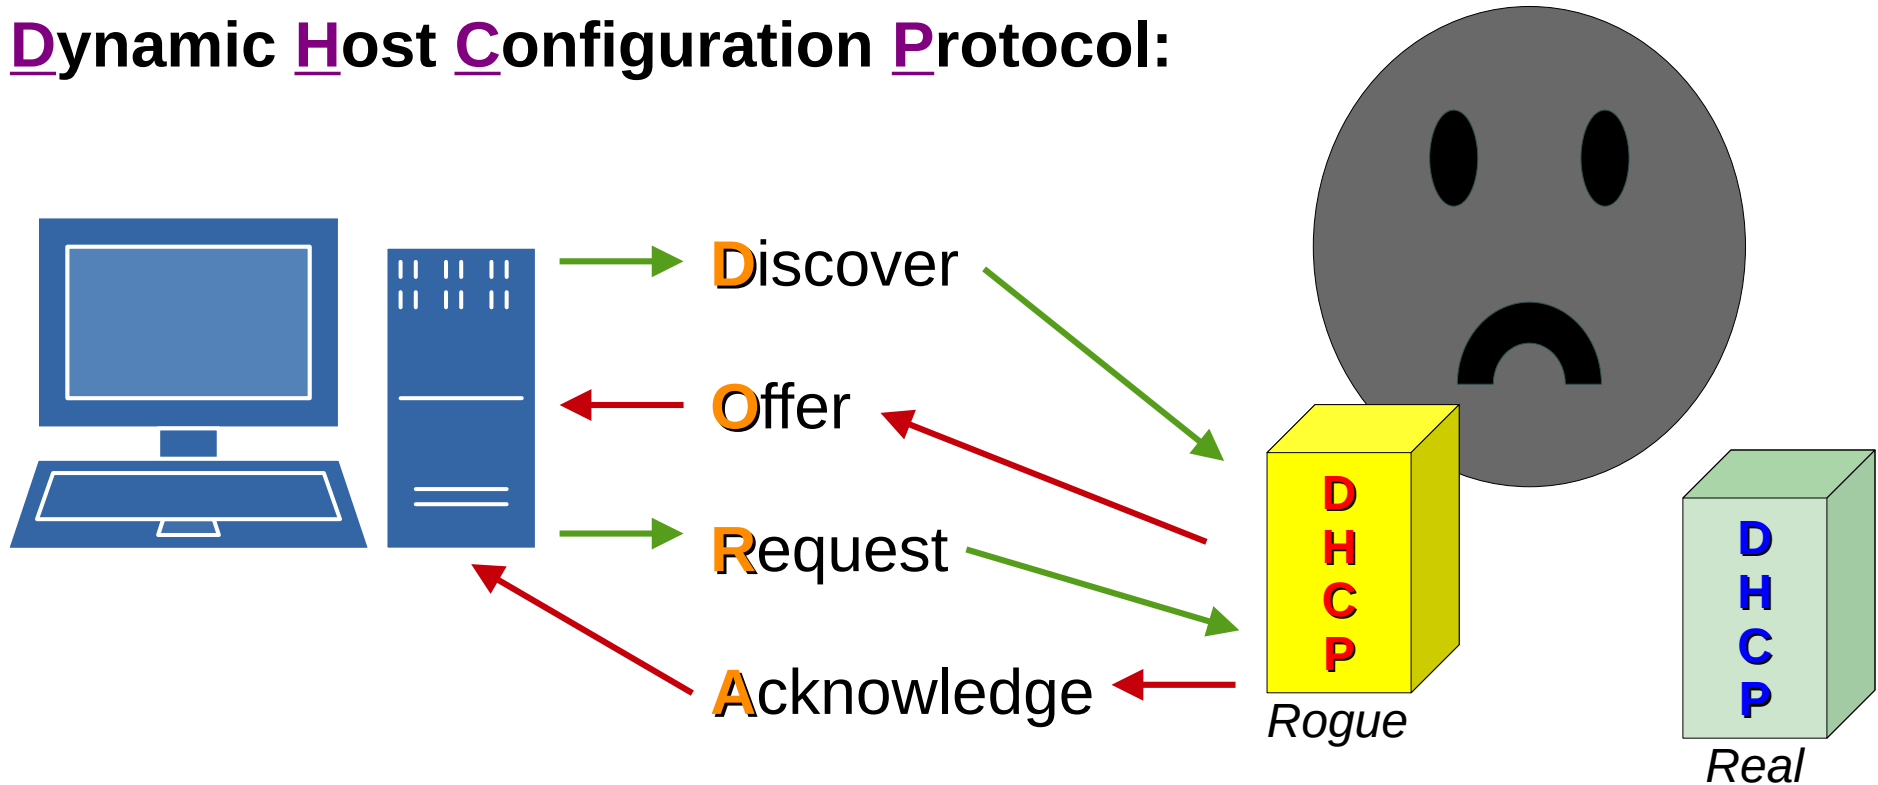 Dynamic Host Configuration Protocol:
Discover
Offer
Request
Acknowledge
D
H
C
P
Rogue
D
H
C
P
Real